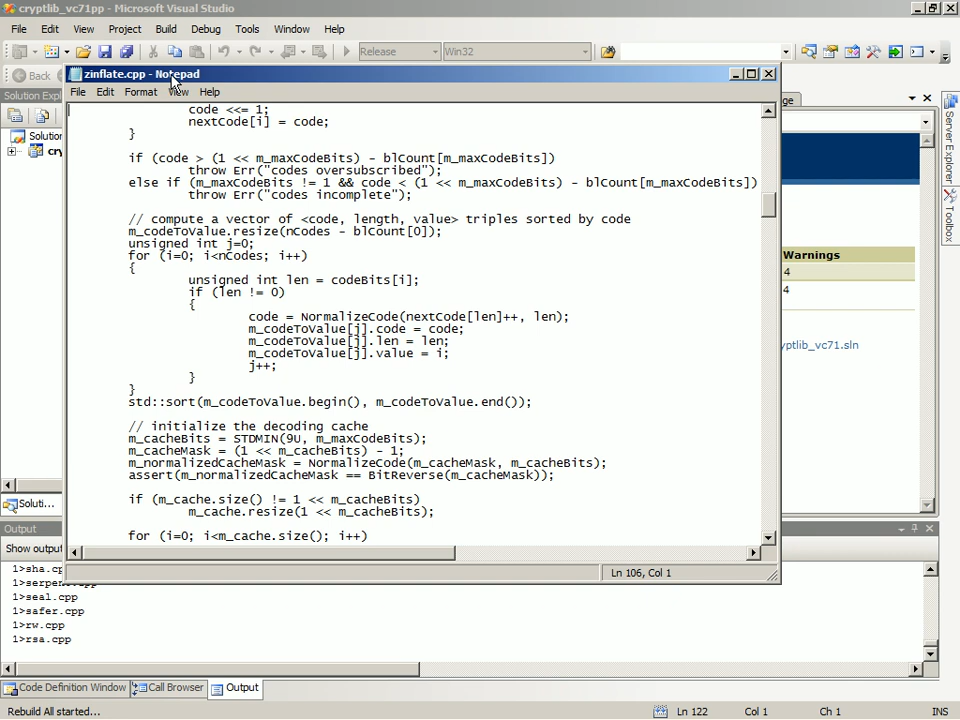 cryptlib_vc71pp - Microsoft Visual Studio
File Edit View Project Build Debug Tools Window Help
Release Win32
Back
Solution Expl
Solution
cry
Soluti...
zinflate.cpp - Notepad
File Edit Format View Help
code <<= 1;
nextCode[i] = code;
}
if (code > (1 << m_maxCodeBits) - blCount[m_maxCodeBits])
throw Err("codes oversubscribed");
else if (m_maxCodeBits != 1 && code < (1 << m_maxCodeBits) - blCount[m_maxCodeBits])
throw Err("codes incomplete");
// compute a vector of <code, length, value> triples sorted by code
m_codeToValue.resize(nCodes - blCount[0]);
unsigned int j=0;
for (i=0; i<nCodes; i++)
{
unsigned int len = codeBits[i];
if (len != 0)
{
code = NormalizeCode(nextCode[len]++, len);
m_codeToValue[j].code = code;
m_codeToValue[j].len = len;
m_codeToValue[j].value = i;
j++;
}
}
std::sort(m_codeToValue.begin(), m_codeToValue.end());
// initialize the decoding cache
m_cacheBits = STDMIN(9U, m_maxCodeBits);
m_cacheMask = (1 << m_cacheBits) - 1;
m_normalizedCacheMask = NormalizeCode(m_cacheMask, m_cacheBits);
assert(m_normalizedCacheMask == BitReverse(m_cacheMask));
if (m_cache.size() != 1 << m_cacheBits)
m_cache.resize(1 << m_cacheBits);
for (i=0; i<m_cache.size(); i++)
Ln 106, Col 1
ge
Warnings
4
4
yptlib_vc71.sln
Server Explorer
Toolbox
Output
Show output
1>sha.cp
1>serpent.cpp
1>seal.cpp
1>safer.cpp
1>rw.cpp
1>rsa.cpp
Code Definition Window Call Browser Output
Rebuild All started... Ln 122 Col 1 Ch 1 INS